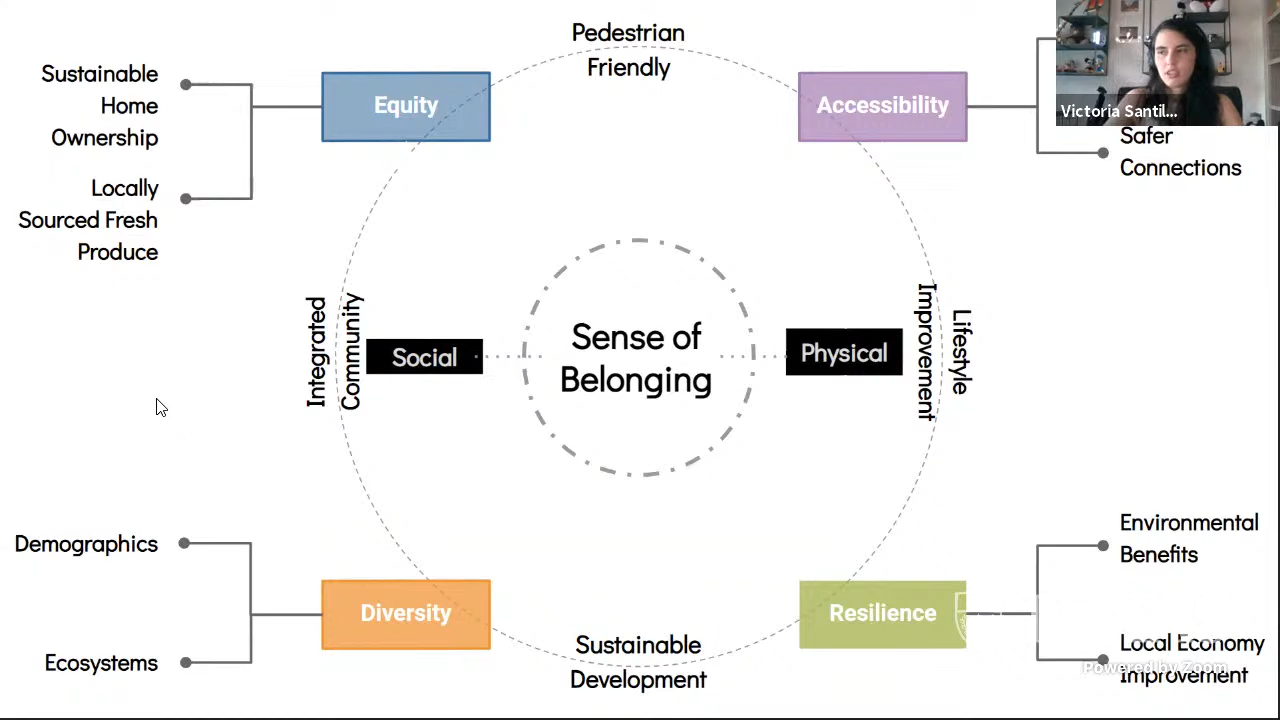 Pedestrian
Friendly
Sustainable
Home
Ownership
Locally
Sourced Fresh
Produce
Equity
Accessibility
Victoria Santil...
Safer
Connections
Integrated
Community
Social
Sense of
Belonging
Physical
Lifestyle
Improvement
Demographics
Ecosystems
Diversity
Sustainable
Development
Resilience
Environmental
Benefits
Local Economy
Improvement
Powered by Zoom